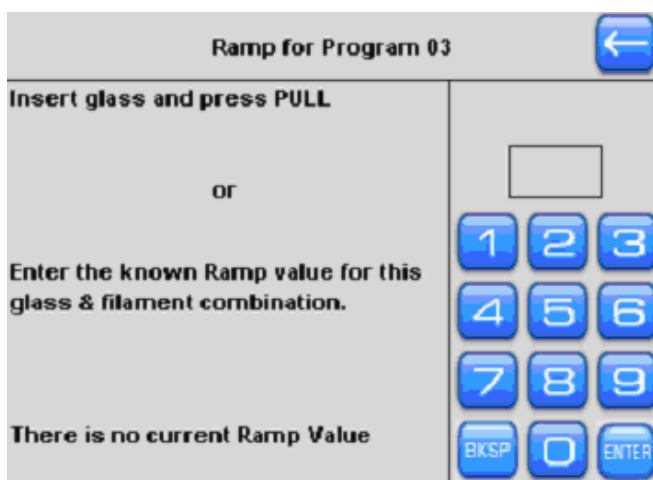 Ramp for Program 03
Insert glass and press PULL
or
Enter the known Ramp value for this
glass & filament combination.
There is no current Ramp Value
1 2 3
4 5 6
7 8 9
BKSP 0 ENTER